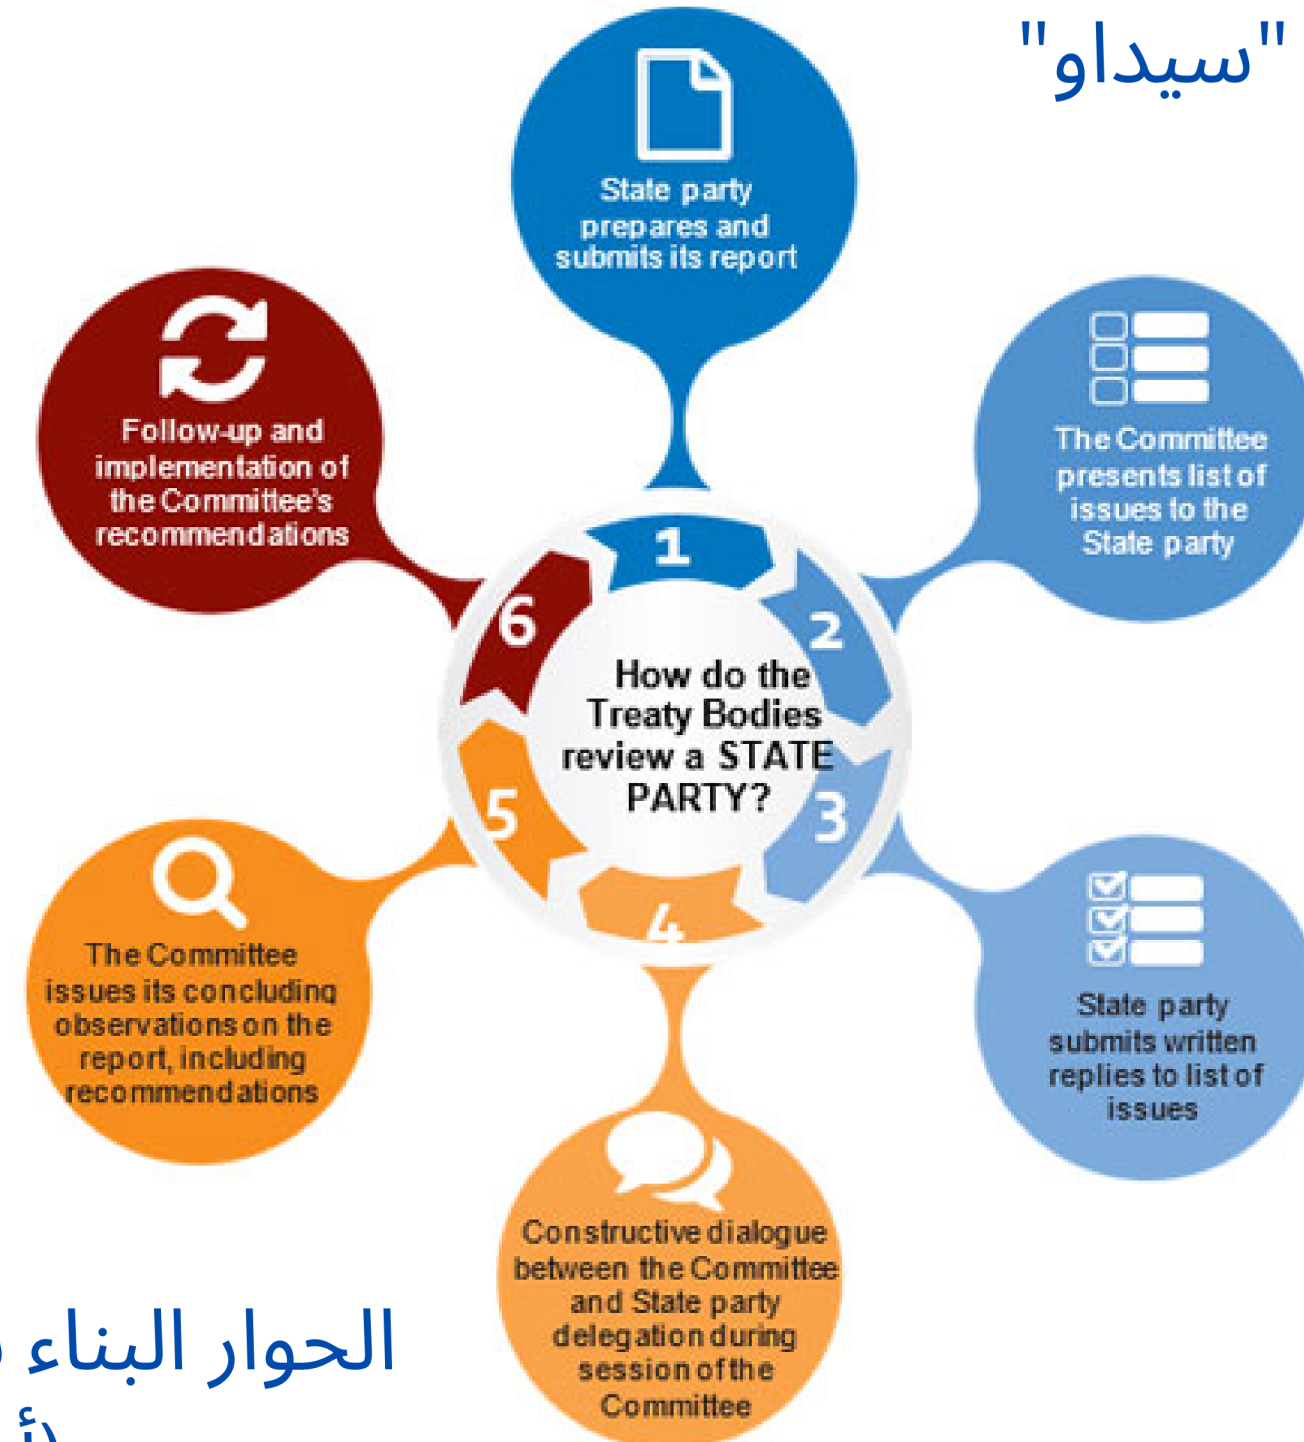 "سيداو"
State party
prepares and
submits its report
The Committee
presents list of
issues to the
State party
State party
submits written
replies to list of
issues
Constructive dialogue
between the Committee
and State party
delegation during
session of the
Committee
The Committee
issues its concluding
observations on the
report, including
recommendations
Follow-up and
implementation of
the Committee's
recommendations
1
2
3
4
5
6
How do the
Treaty Bodies
review a STATE
PARTY?
الحوار البناء